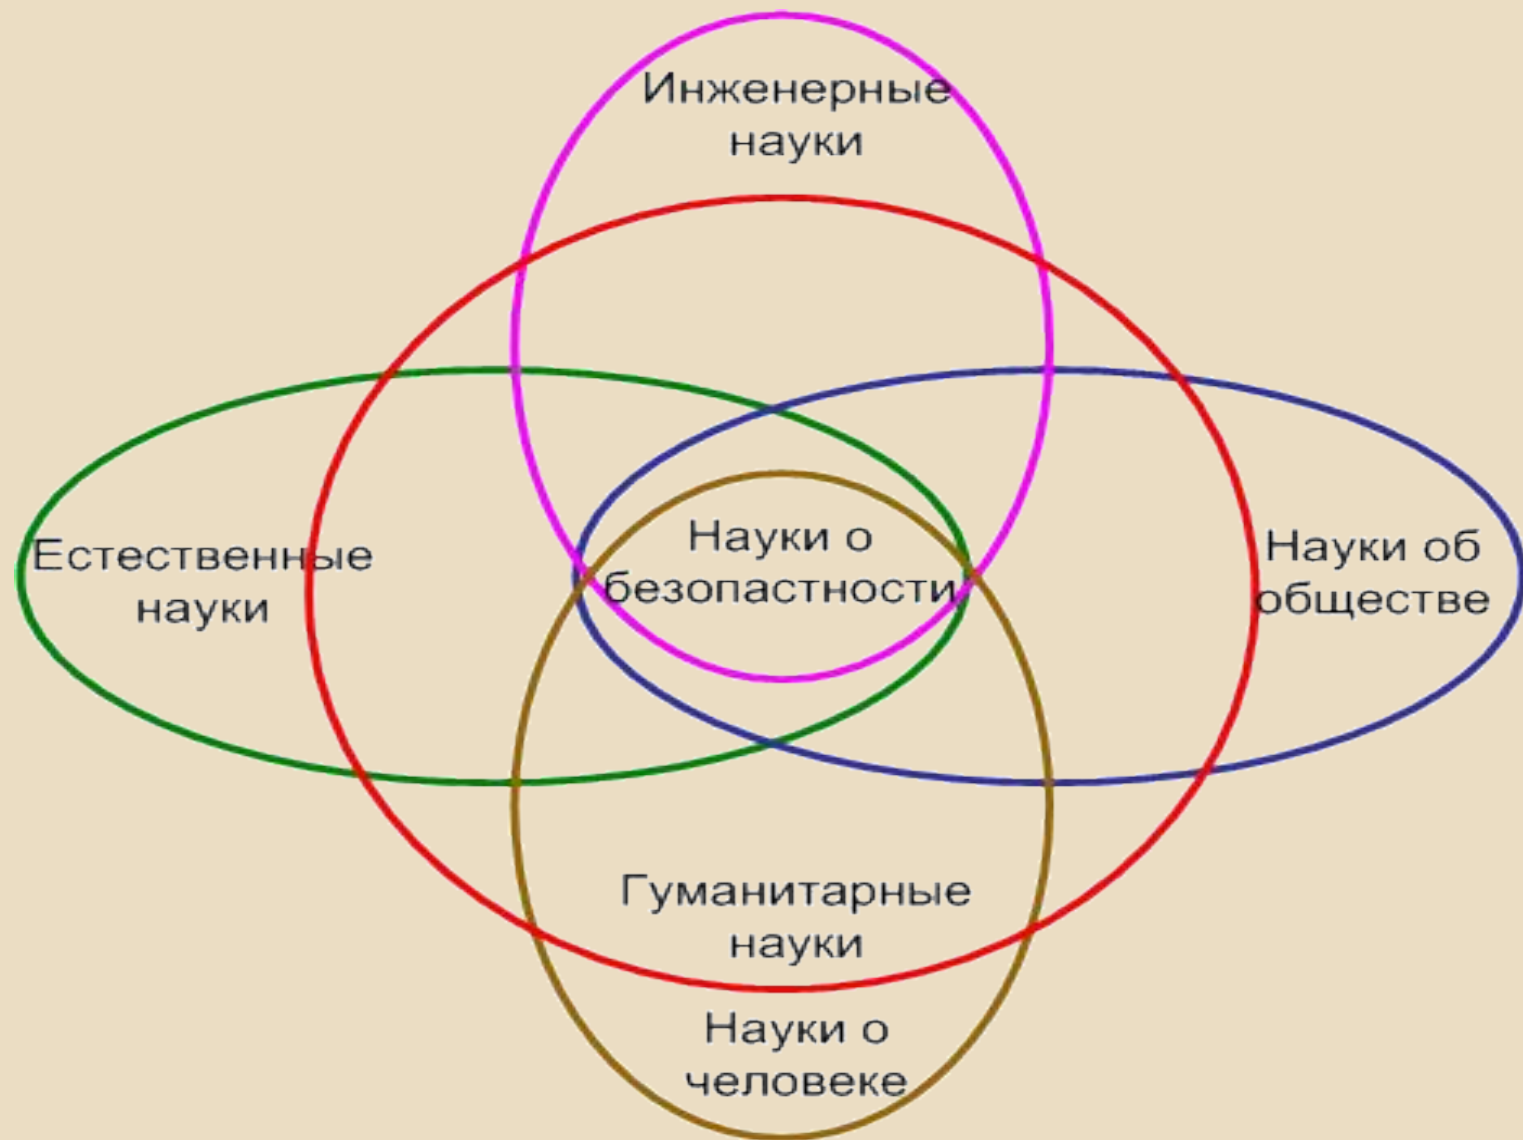 Инженерные
науки
Естественные
науки
Науки о
безопастности
Науки об
обществе
Гуманитарные
науки
Науки о
человеке